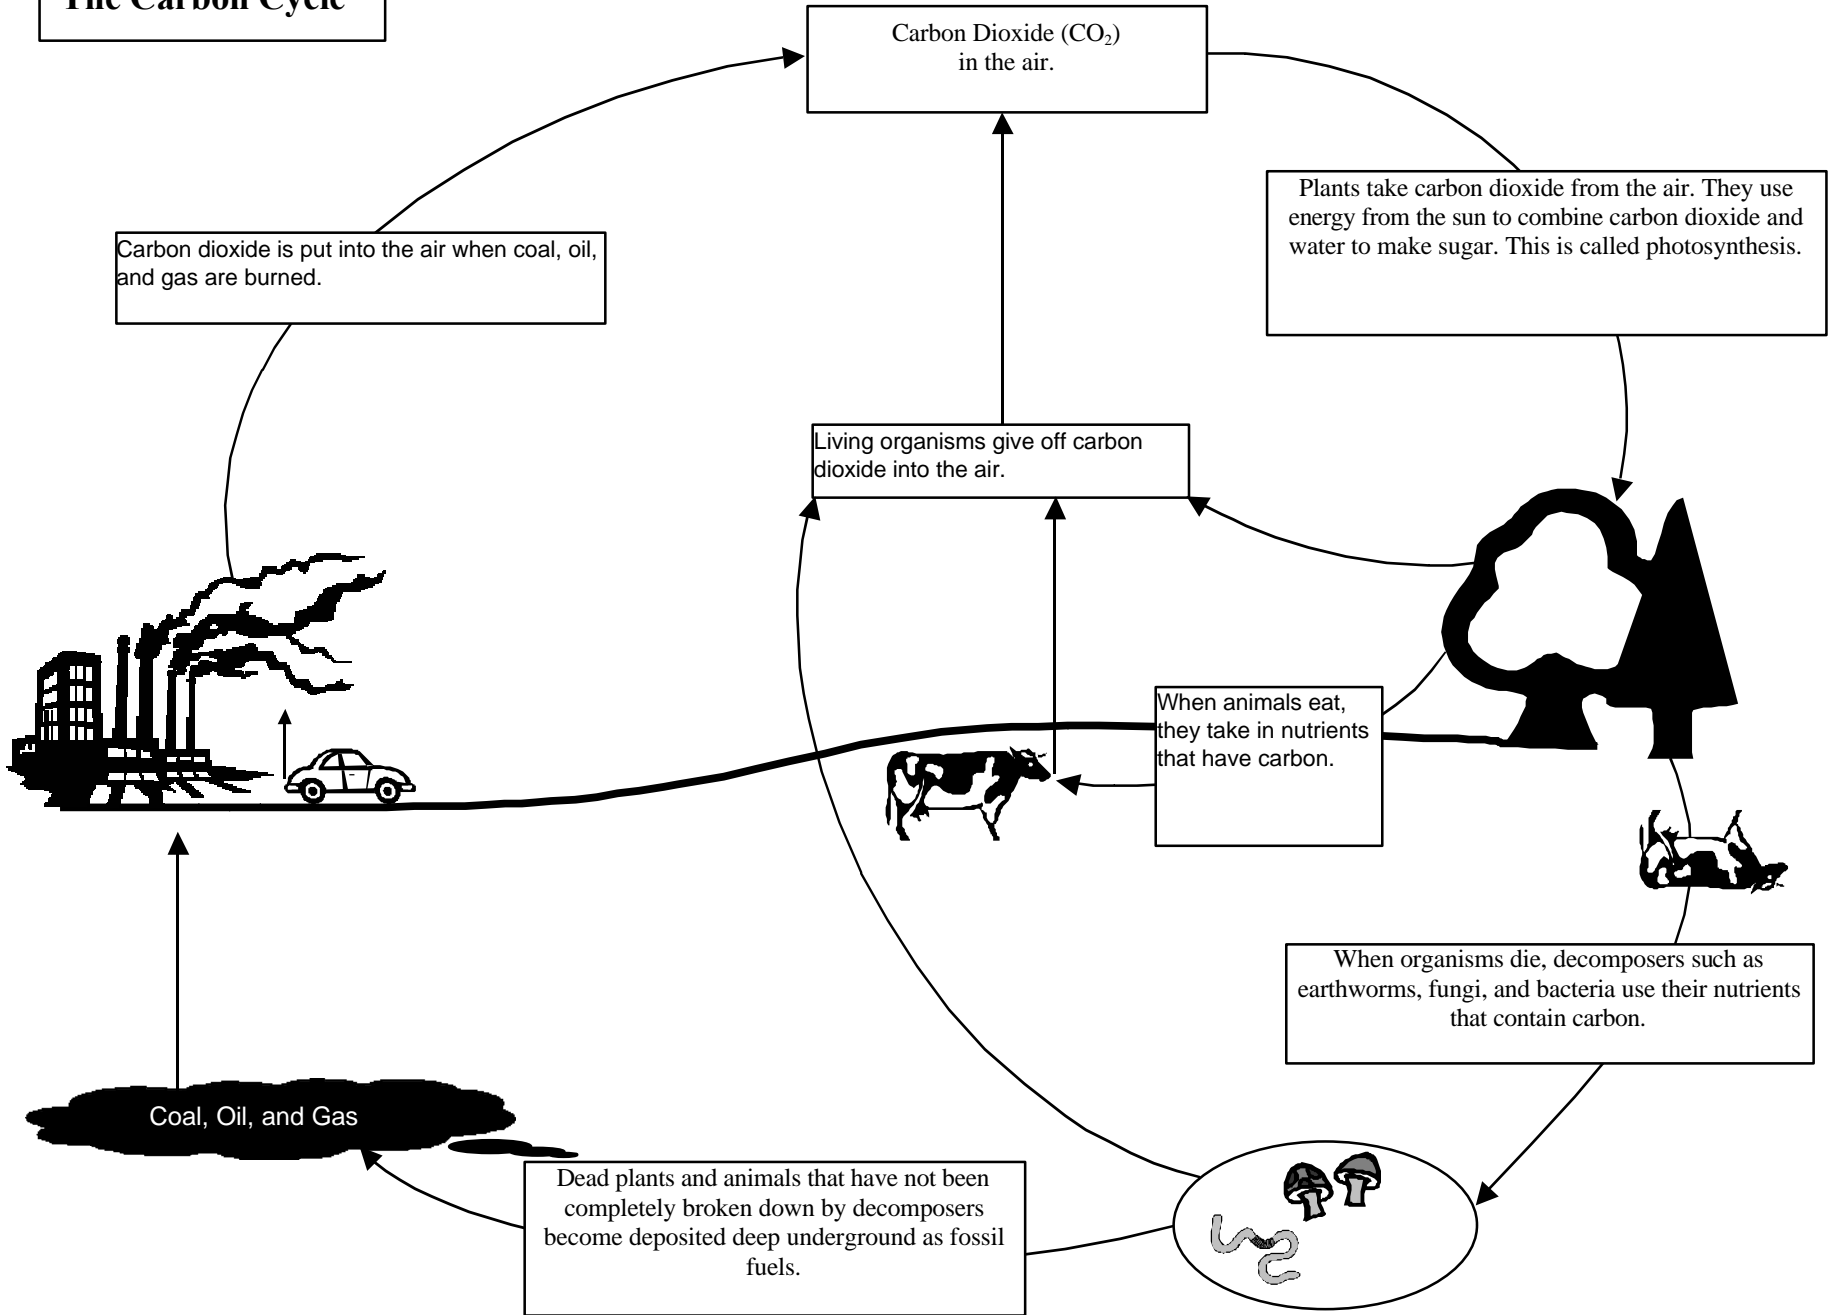 The Carbon Cycle
Carbon Dioxide (CO₂)
in the air.
Plants take carbon dioxide from the air. They use
energy from the sun to combine carbon dioxide and
water to make sugar. This is called photosynthesis.
Carbon dioxide is put into the air when coal, oil,
and gas are burned.
Living organisms give off carbon
dioxide into the air.
When animals eat,
they take in nutrients
that have carbon.
When organisms die, decomposers such as
earthworms, fungi, and bacteria use their nutrients
that contain carbon.
Coal, Oil, and Gas
Dead plants and animals that have not been
completely broken down by decomposers
become deposited deep underground as fossil
fuels.